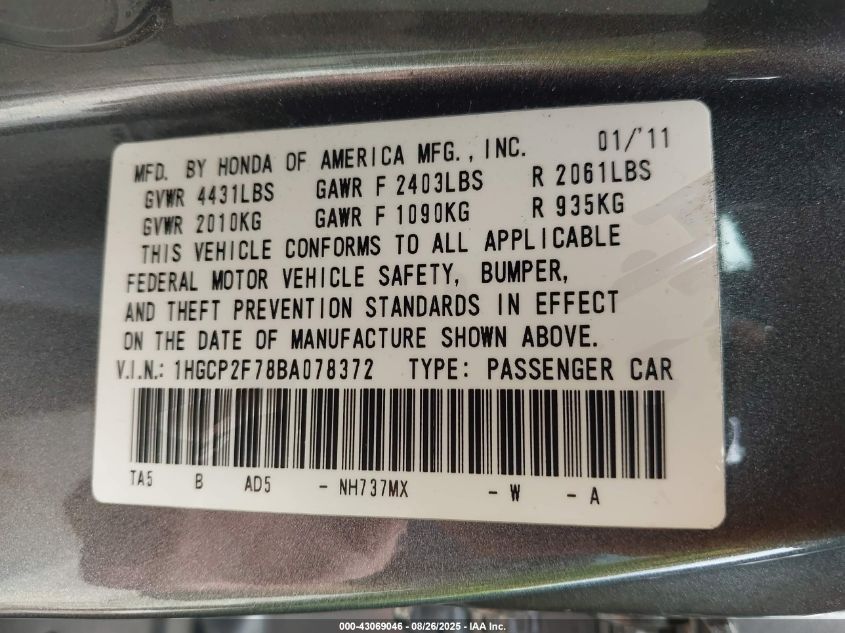 MFD. BY HONDA OF AMERICA MFG., INC. 01/'11
GVWR 4431LBS GAWR F 2403LBS R 2061LBS
GVWR 2010KG GAWR F 1090KG R 935KG
THIS VEHICLE CONFORMS TO ALL APPLICABLE
FEDERAL MOTOR VEHICLE SAFETY, BUMPER,
AND THEFT PREVENTION STANDARDS IN EFFECT
ON THE DATE OF MANUFACTURE SHOWN ABOVE.
V.I.N.: 1HGCP2F78BA078372 TYPE: PASSENGER CAR
TA5 B AD5 - NH737MX - W - A
000-43069046 - 08/26/2025 - IAA Inc.